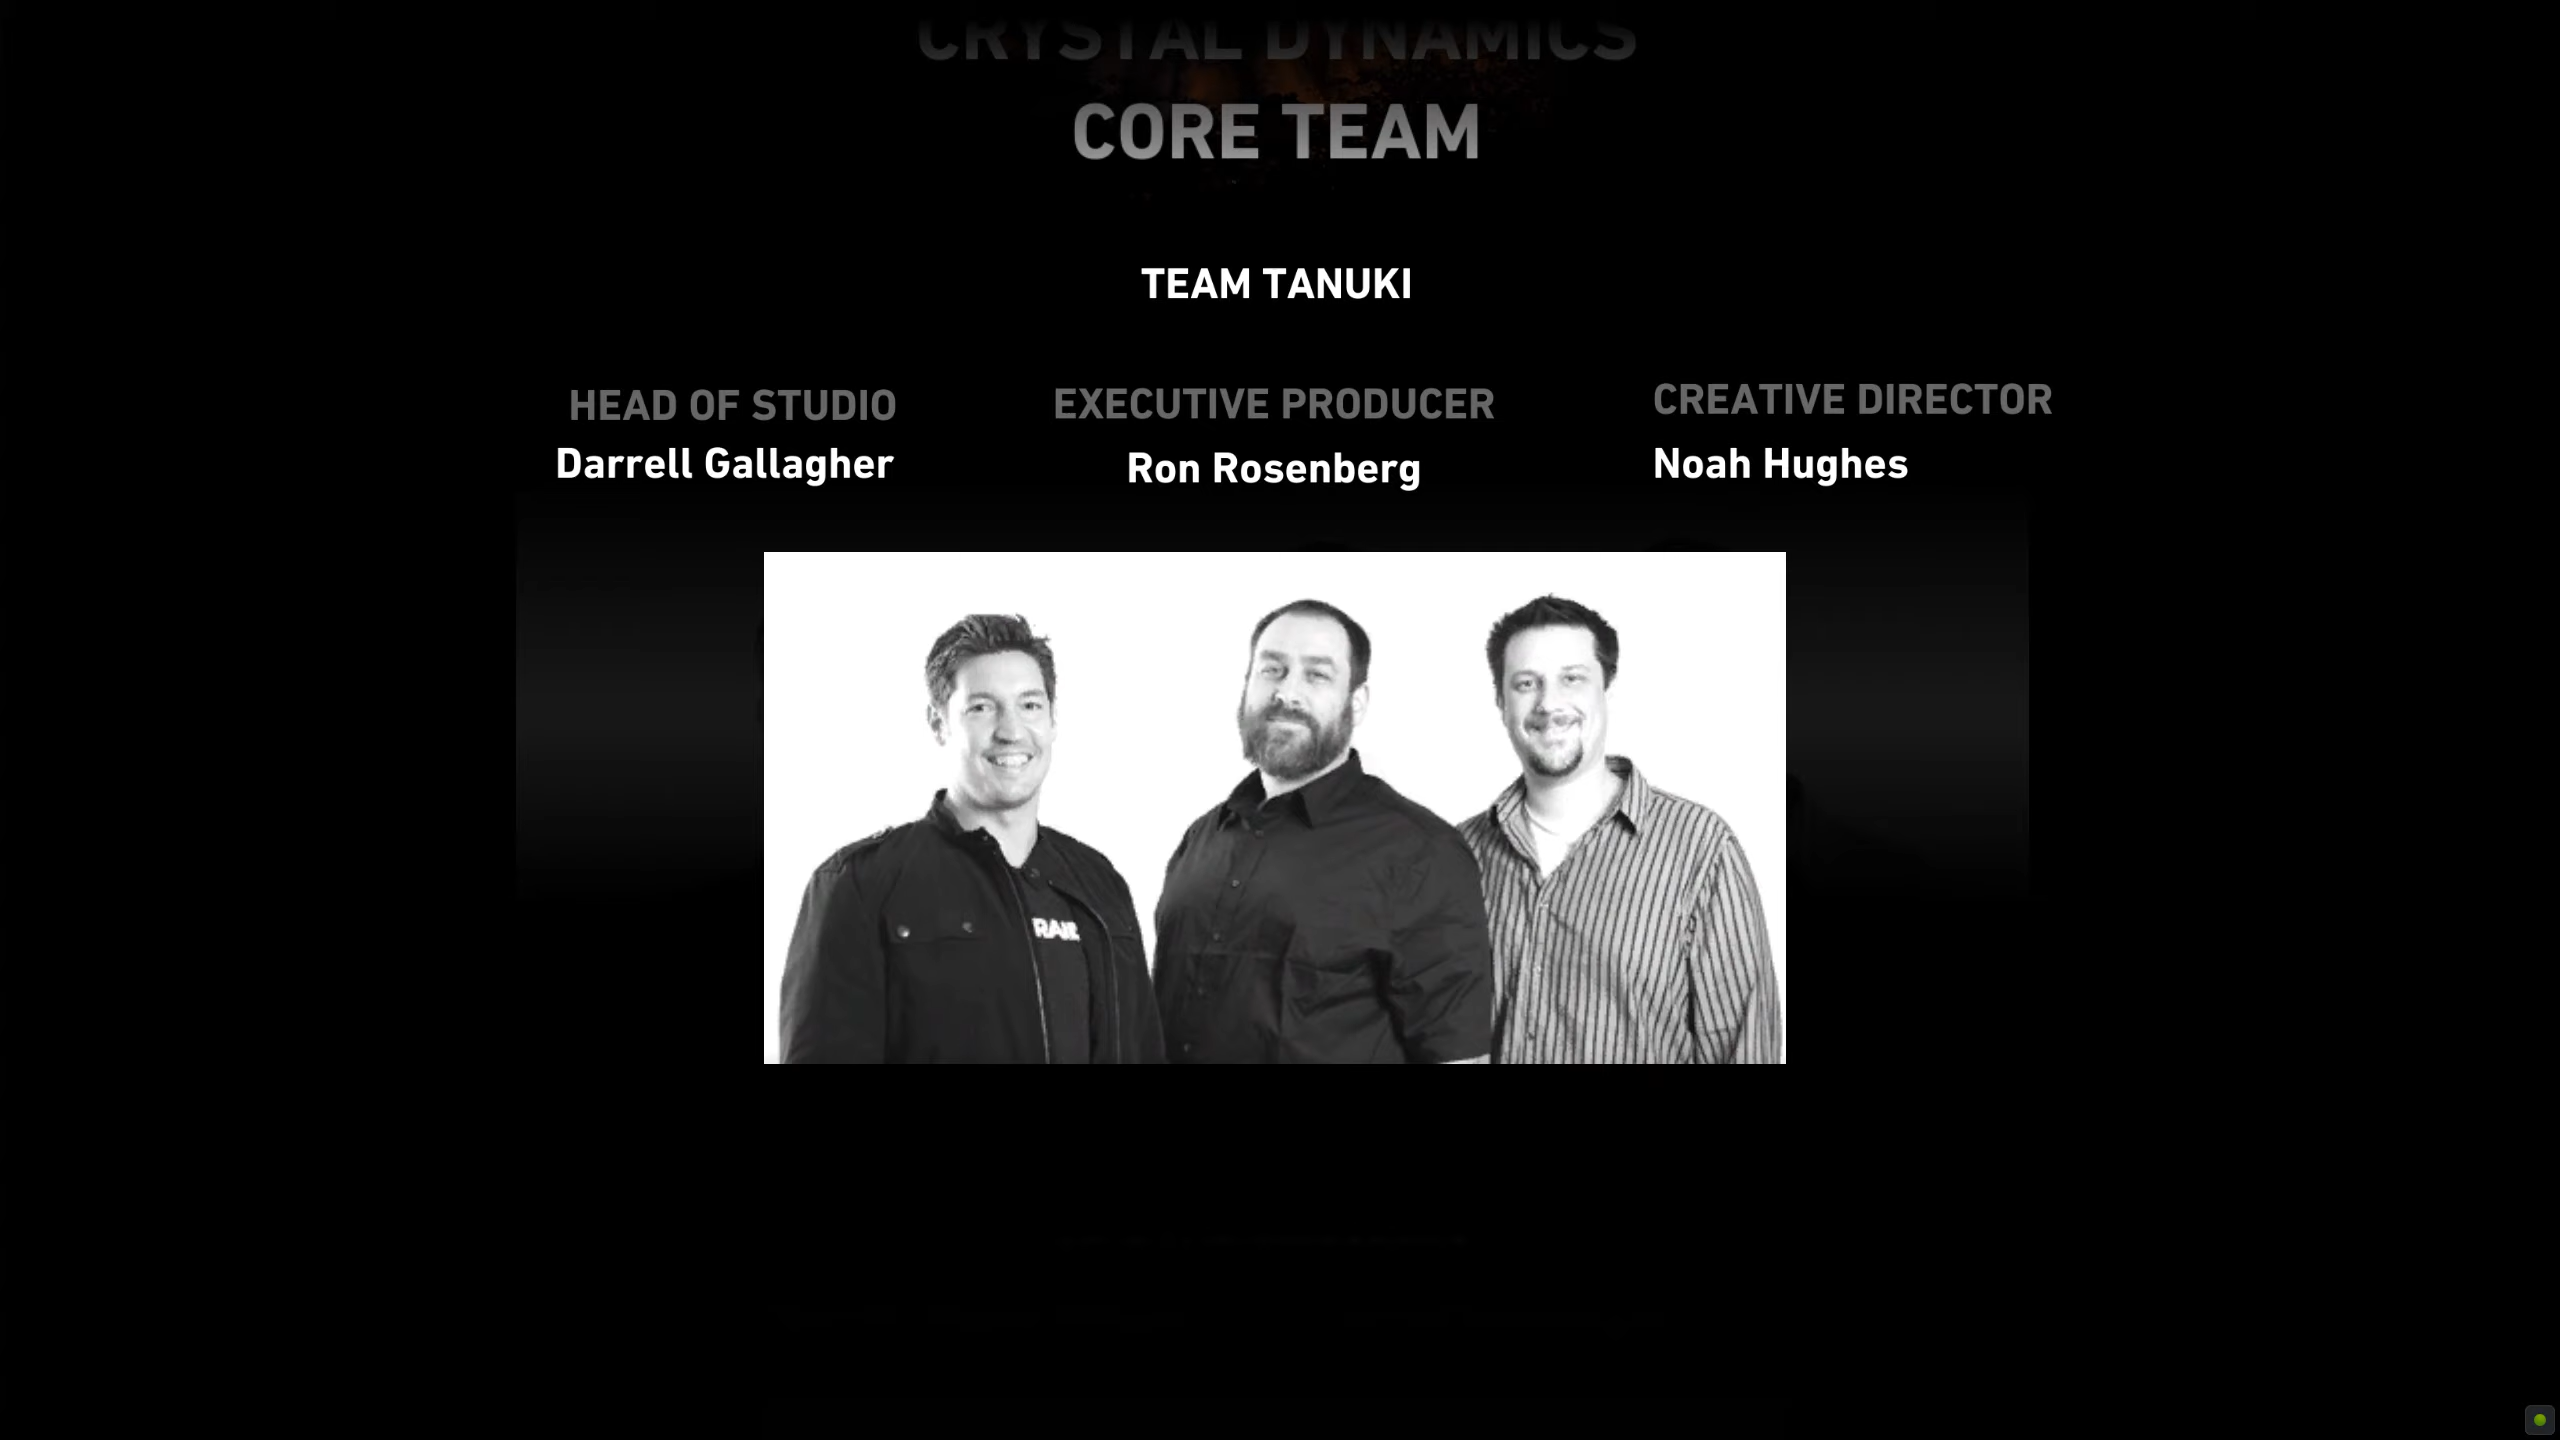 CRYSTAL DYNAMICS
CORE TEAM
TEAM TANUKI
HEAD OF STUDIO
EXECUTIVE PRODUCER
CREATIVE DIRECTOR
Darrell Gallagher
Ron Rosenberg
Noah Hughes